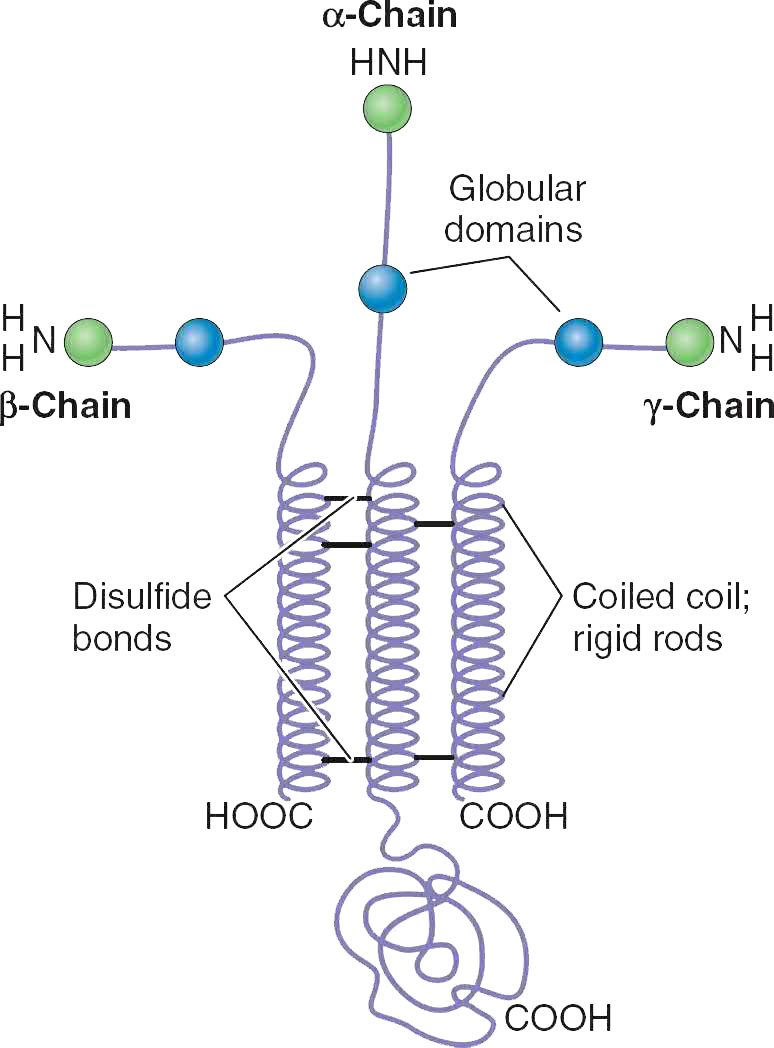 α-Chain
HNH
Globular
domains
H
H N
β-Chain
H
N H
γ-Chain
Disulfide
bonds
Coiled coil;
rigid rods
HOOC
COOH
COOH